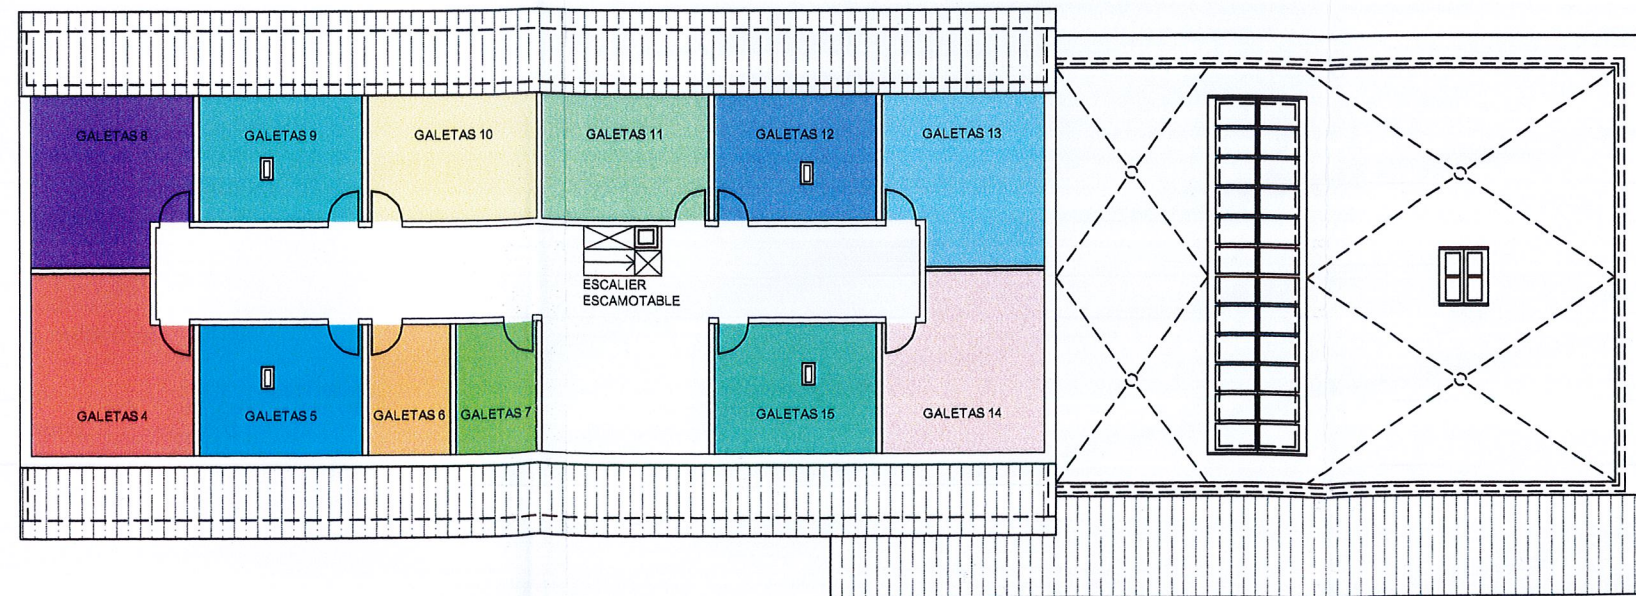 GALETAS 8
GALETAS 9
GALETAS 10
GALETAS 11
GALETAS 12
GALETAS 13
ESCALIER
ESCAMOTABLE
GALETAS 4
GALETAS 5
GALETAS 6
GALETAS 7
GALETAS 15
GALETAS 14